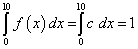 ∫₀¹⁰ f(x) dx = ∫₀¹⁰ c dx = 1